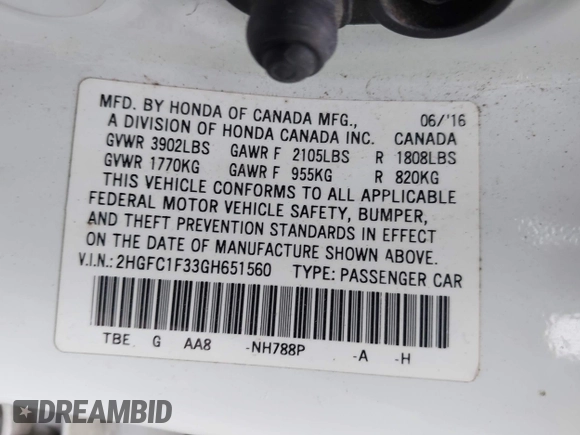 MFD. BY HONDA OF CANADA MFG., 06/'16
A DIVISION OF HONDA CANADA INC. CANADA
GVWR 3902LBS GAWR F 2105LBS R 1808LBS
GVWR 1770KG GAWR F 955KG R 820KG
THIS VEHICLE CONFORMS TO ALL APPLICABLE
FEDERAL MOTOR VEHICLE SAFETY, BUMPER,
AND THEFT PREVENTION STANDARDS IN EFFECT
ON THE DATE OF MANUFACTURE SHOWN ABOVE.
V.I.N.: 2HGFC1F33GH651560 TYPE: PASSENGER CAR
TBE G AA8 -NH788P -A -H
DREAMBID